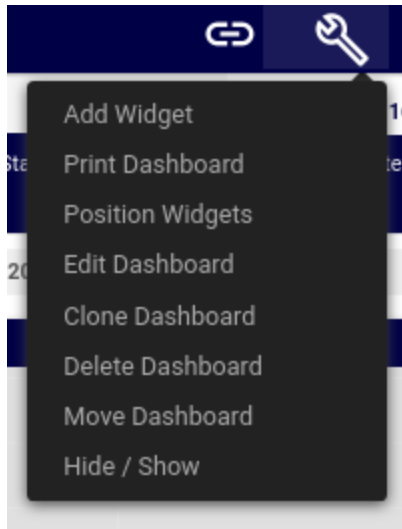 Add Widget
Print Dashboard
Position Widgets
Edit Dashboard
Clone Dashboard
Delete Dashboard
Move Dashboard
Hide / Show